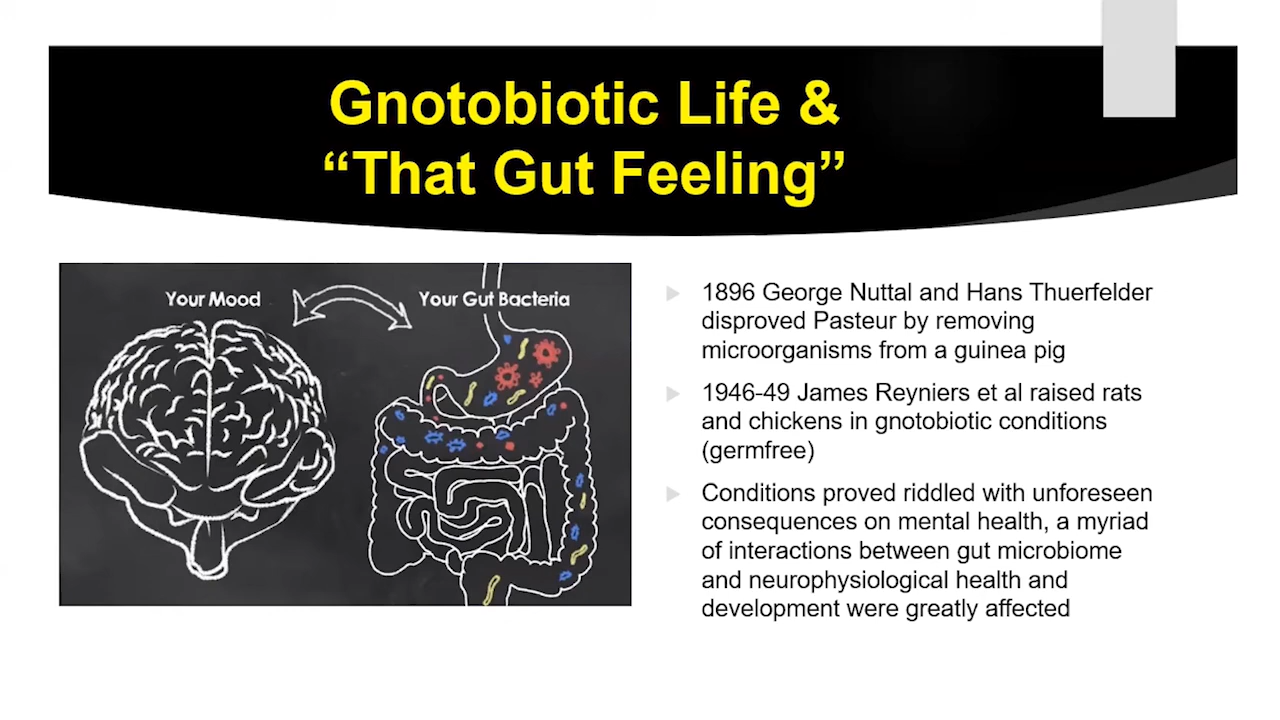 Gnotobiotic Life &
“That Gut Feeling”
Your Mood
Your Gut Bacteria
1896 George Nuttal and Hans Thuerfelder
disproved Pasteur by removing
microorganisms from a guinea pig
1946-49 James Reyniers et al raised rats
and chickens in gnotobiotic conditions
(germfree)
Conditions proved riddled with unforeseen
consequences on mental health, a myriad
of interactions between gut microbiome
and neurophysiological health and
development were greatly affected